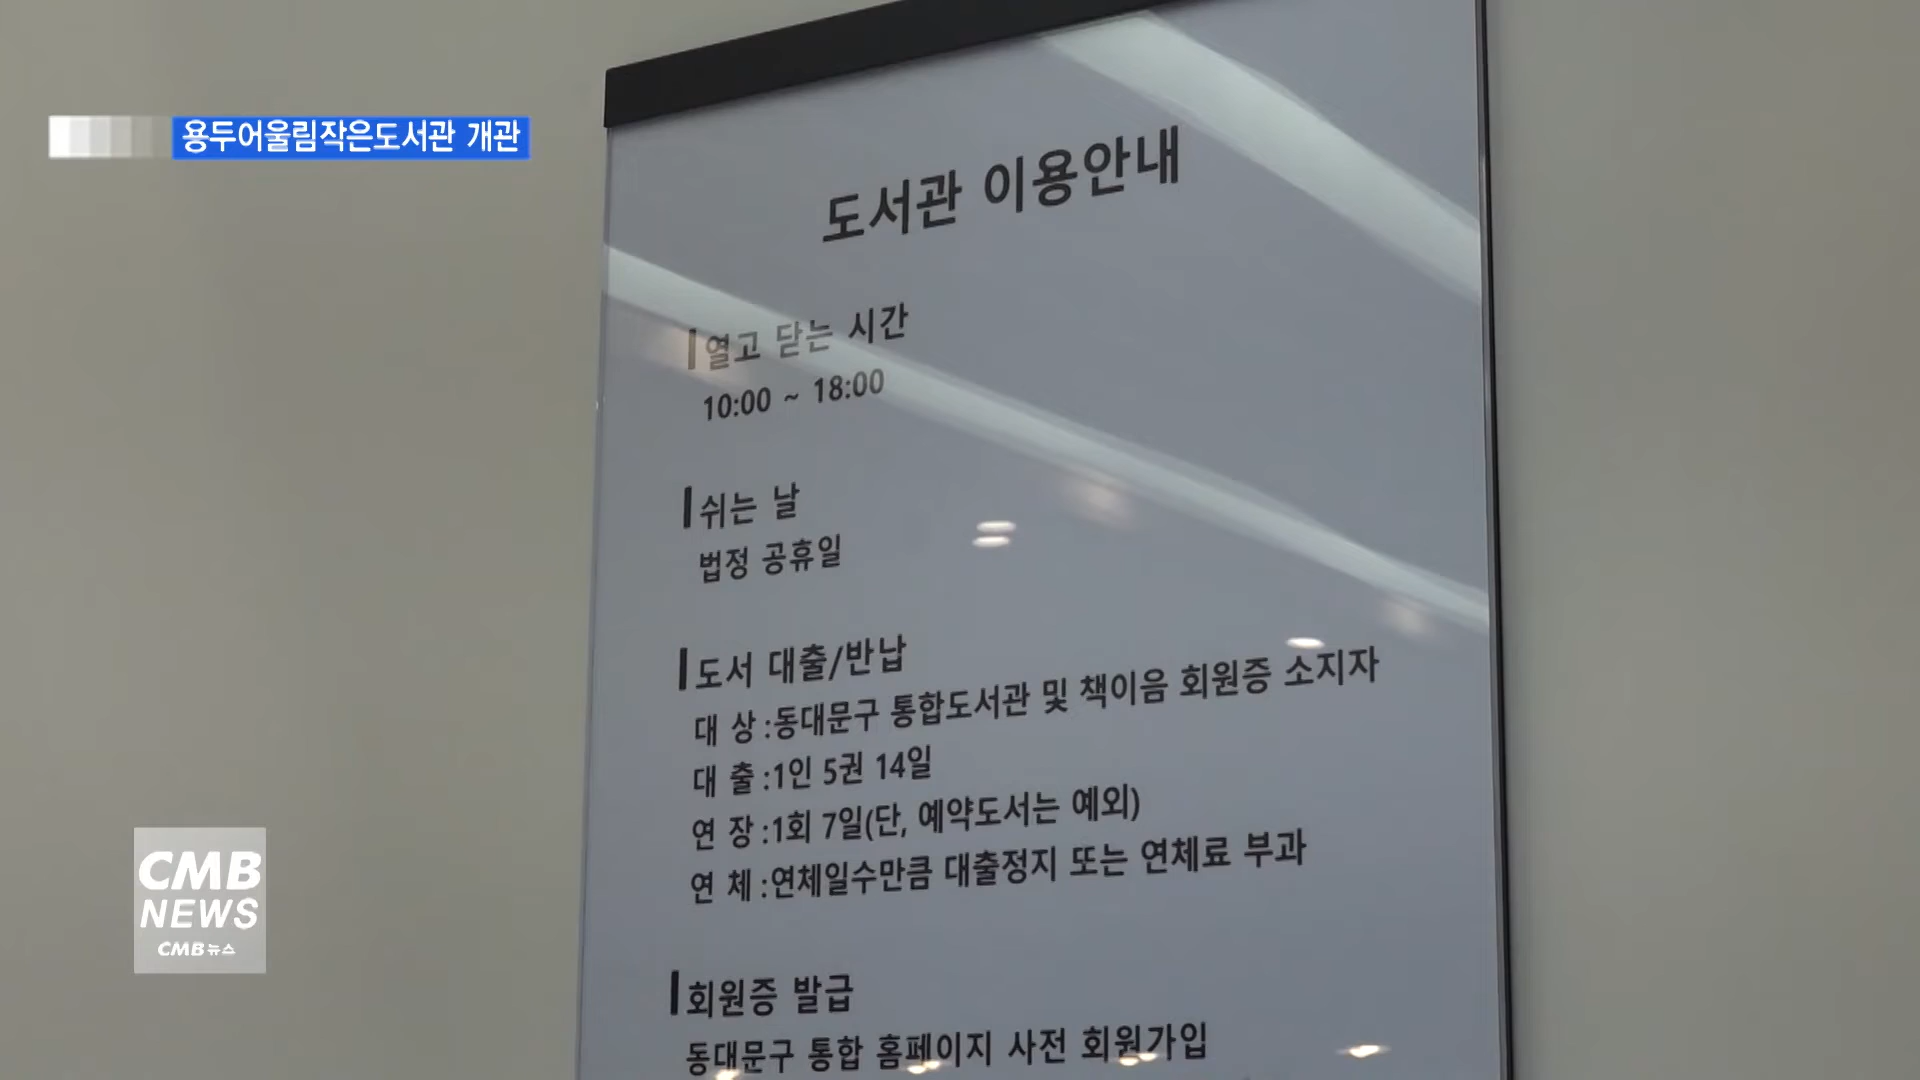 용두어울림작은도서관 개관
도서관 이용안내
열고 닫는 시간
10:00 ~ 18:00
쉬는 날
법정 공휴일
도서 대출/반납
대 상 :동대문구 통합도서관 및 책이음 회원증 소지자
대 출 :1인 5권 14일
연 장 :1회 7일(단, 예약도서는 예외)
연 체 :연체일수만큼 대출정지 또는 연체료 부과
회원증 발급
동대문구 통합 홈페이지 사전 회원가입
CMB
NEWS
CMB뉴스